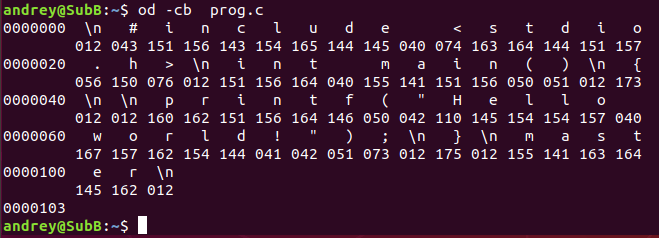 andrey@SubB:~$ od -cb  prog.c
0000000  \n   #   i   n   c   l   u   d   e       <   s   t   d   i   o
        012 043 151 156 143 154 165 144 145 040 074 163 164 144 151 157
0000020   .   h   >  \n   i   n   t       m   a   i   n   (   )  \n   {
        056 150 076 012 151 156 164 040 155 141 151 156 050 051 012 173
0000040  \n  \n   p   r   i   n   t   f   (   "   H   e   l   l   o    
        012 012 160 162 151 156 164 146 050 042 110 145 154 154 157 040
0000060   w   o   r   l   d   !   "   )   ;  \n   }  \n   m   a   s   t
        167 157 162 154 144 041 042 051 073 012 175 012 155 141 163 164
0000100   e   r  \n
        145 162 012
0000103
andrey@SubB:~$